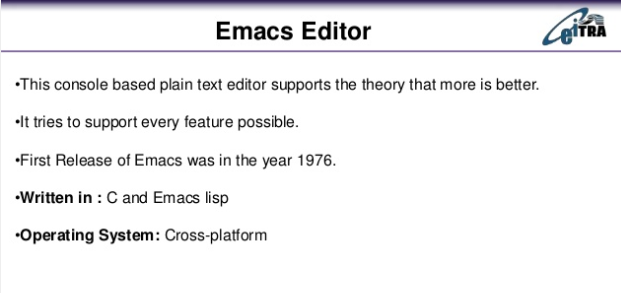 Emacs Editor
eiTRA
•This console based plain text editor supports the theory that more is better.
•It tries to support every feature possible.
•First Release of Emacs was in the year 1976.
•Written in : C and Emacs lisp
•Operating System: Cross-platform